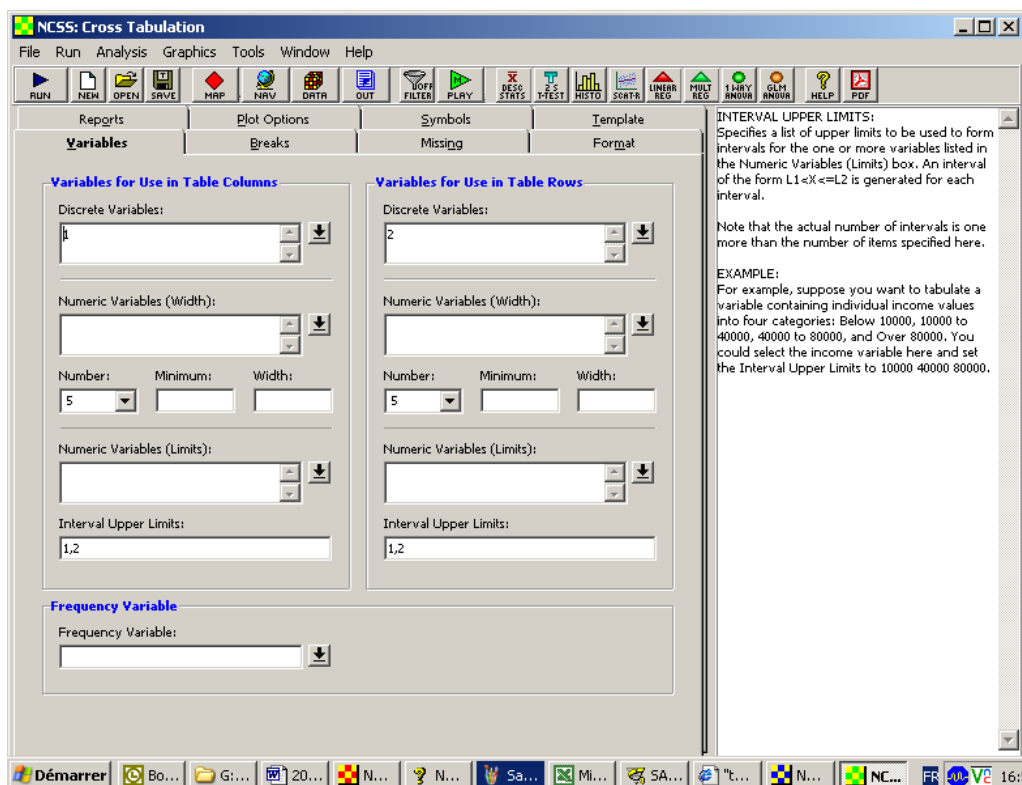 NCSS: Cross Tabulation
File Run Analysis Graphics Tools Window Help
RUN NEW OPEN SAVE MAP NAV DATA OUT OFF FILTER PLAY X DESC STATS 2 S T-TEST HISTO SCAT-R LINEAR REG MULT REG 1 WAY ANOVA GLM ANOVA HELP PDF
Reports Plot Options Symbols Template
Variables Breaks Missing Format
Variables for Use in Table Columns
Discrete Variables:
1
Numeric Variables (Width):
Number: Minimum: Width:
5
Numeric Variables (Limits):
Interval Upper Limits:
1,2
Variables for Use in Table Rows
Discrete Variables:
2
Numeric Variables (Width):
Number: Minimum: Width:
5
Numeric Variables (Limits):
Interval Upper Limits:
1,2
Frequency Variable
Frequency Variable:
INTERVAL UPPER LIMITS:
Specifies a list of upper limits to be used to form
intervals for the one or more variables listed in
the Numeric Variables (Limits) box. An interval
of the form L1<X<=L2 is generated for each
interval.
Note that the actual number of intervals is one
more than the number of items specified here.
EXAMPLE:
For example, suppose you want to tabulate a
variable containing individual income values
into four categories: Below 10000, 10000 to
40000, 40000 to 80000, and Over 80000. You
could select the income variable here and set
the Interval Upper Limits to 10000 40000 80000.
Démarrer Bo... G:... 20... N... N... Sa... Mi... SA... "t... N... NC... FR 16: